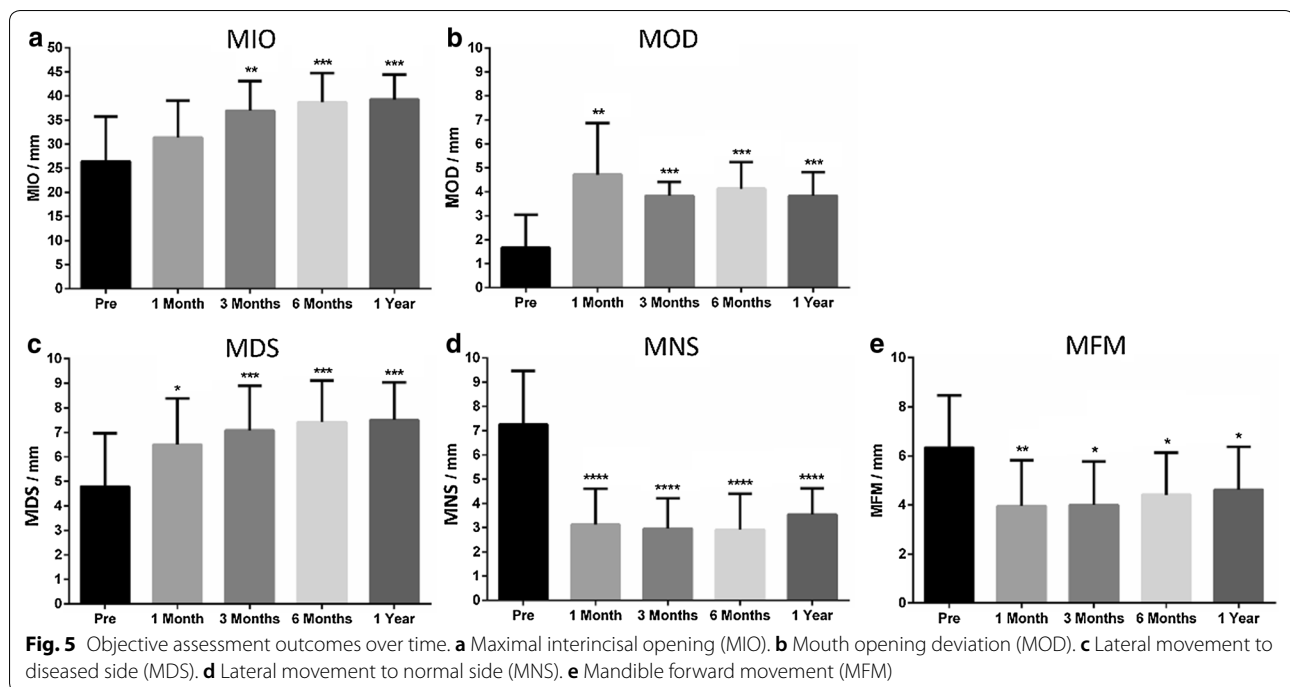 a MIO
MIO / mm
50
45
40
35
30
25
20
15
10
5
0
** *** ***
Pre 1 Month 3 Months 6 Months 1 Year
b MOD
MOD / mm
10
9
8
7
6
5
4
3
2
1
0
** *** *** ***
Pre 1 Month 3 Months 6 Months 1 Year
c MDS
MDS / mm
10
9
8
7
6
5
4
3
2
1
0
* *** *** ***
Pre 1 Month 3 Months 6 Months 1 Year
d MNS
MNS / mm
10
9
8
7
6
5
4
3
2
1
0
**** **** **** ****
Pre 1 Month 3 Months 6 Months 1 Year
e MFM
MFM / mm
10
8
6
4
2
0
** * * *
Pre 1 Month 3 Months 6 Months 1 Year
Fig. 5 Objective assessment outcomes over time. a Maximal interincisal opening (MIO). b Mouth opening deviation (MOD). c Lateral movement to
diseased side (MDS). d Lateral movement to normal side (MNS). e Mandible forward movement (MFM)